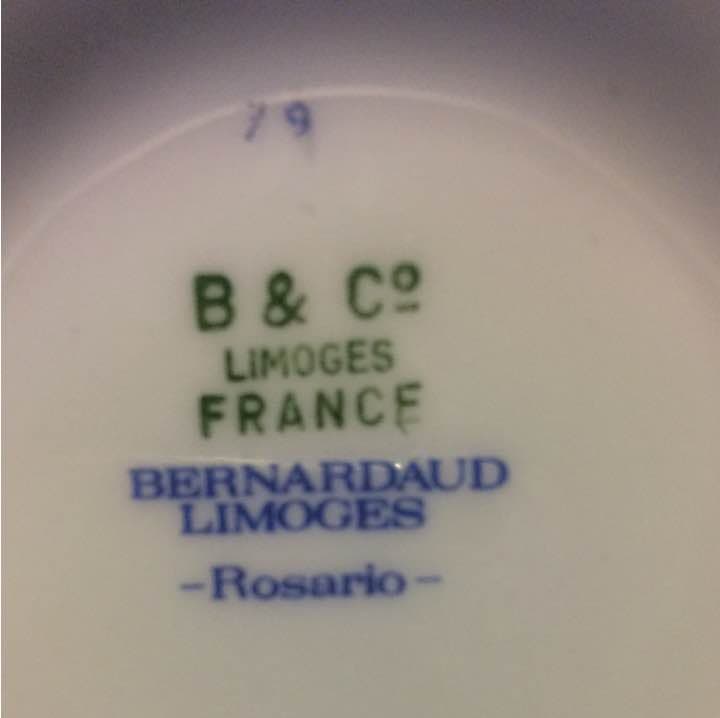 79
B & Cº
LIMOGES
FRANCE
BERNARDAUD
LIMOGES
-Rosario-